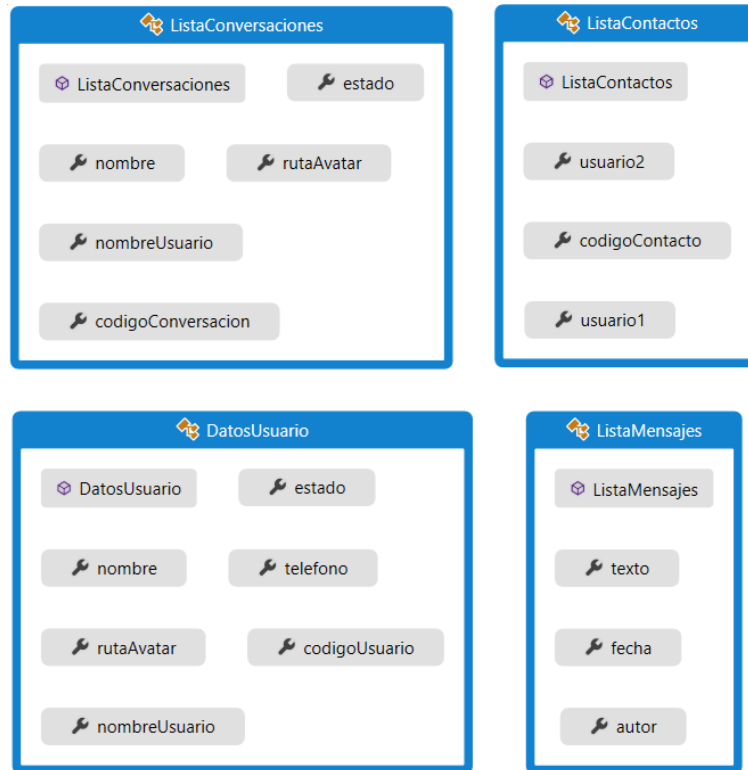 ListaConversaciones
ListaConversaciones
estado
nombre
rutaAvatar
nombreUsuario
codigoConversacion
ListaContactos
ListaContactos
usuario2
codigoContacto
usuario1
DatosUsuario
DatosUsuario
estado
nombre
telefono
rutaAvatar
codigoUsuario
nombreUsuario
ListaMensajes
ListaMensajes
texto
fecha
autor